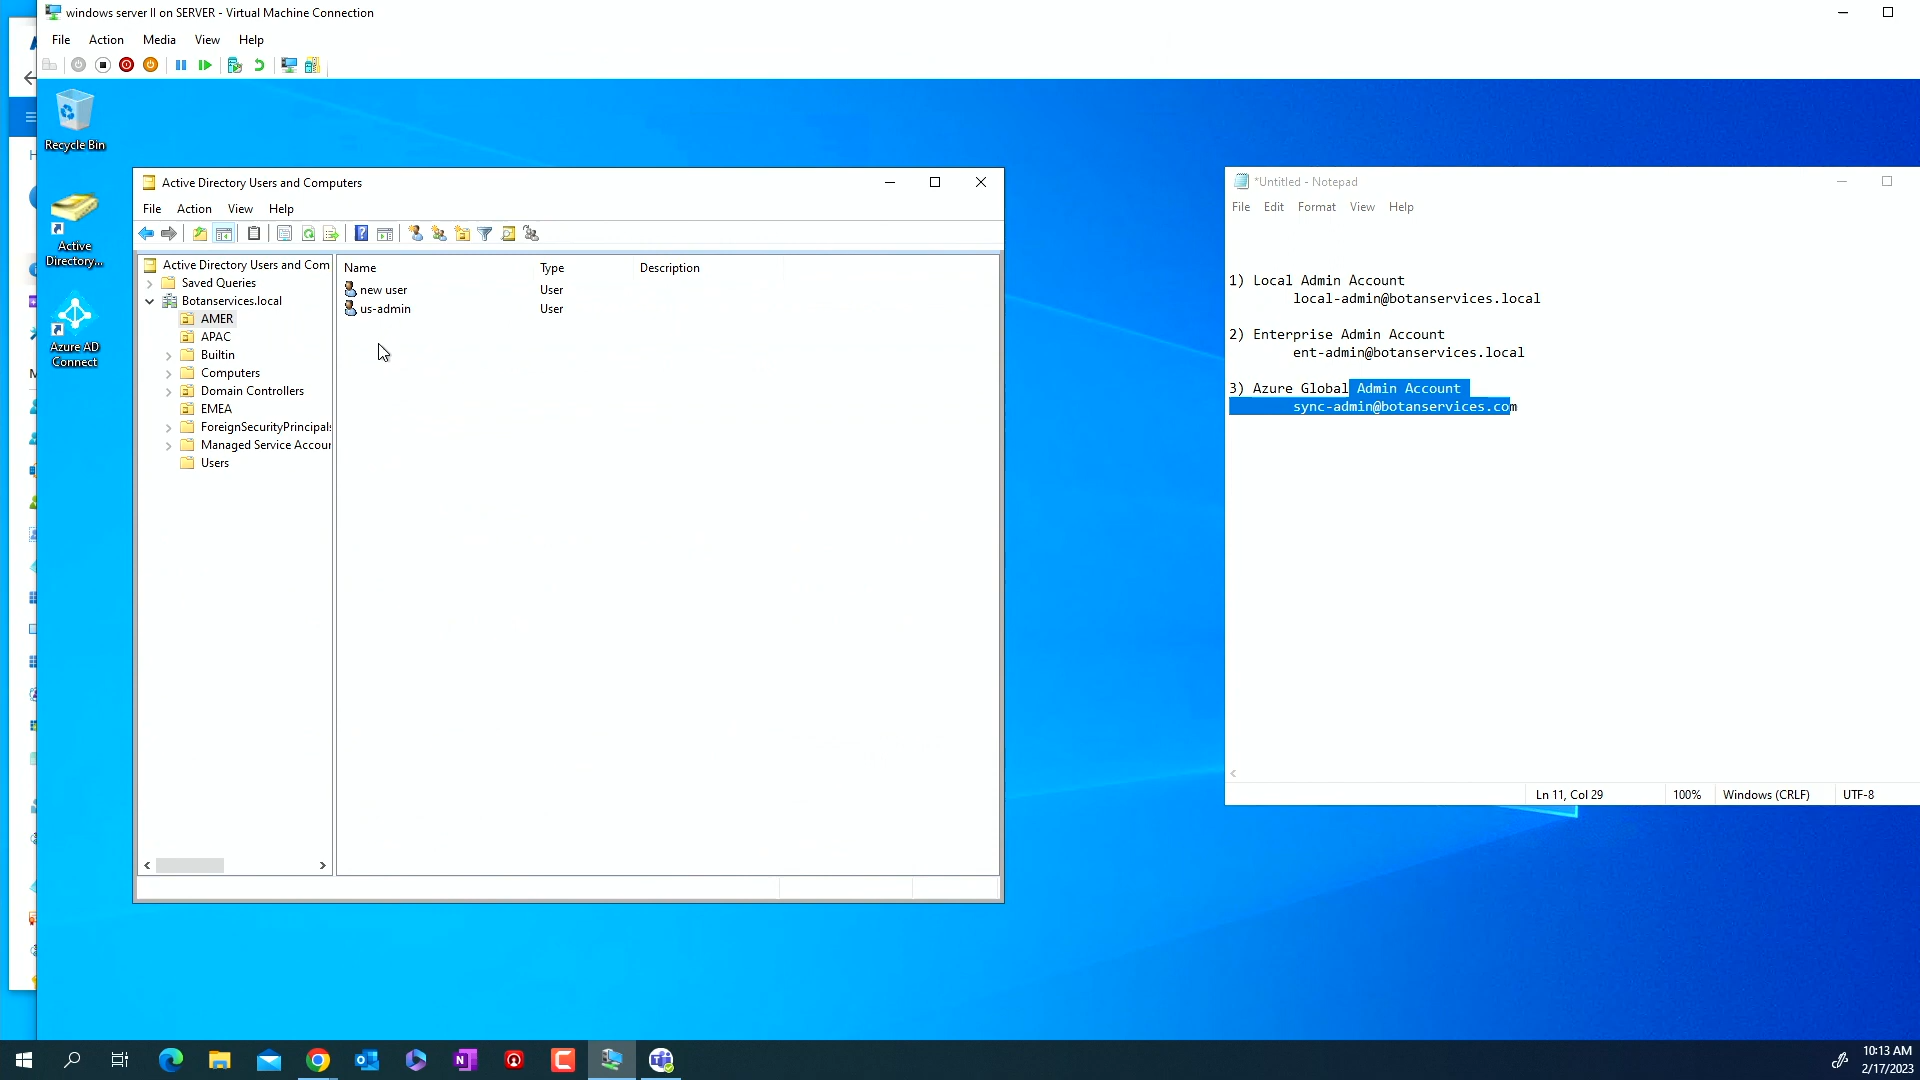 windows server II on SERVER - Virtual Machine Connection
File Action Media View Help
Recycle Bin
Active Directory...
Azure AD Connect
Active Directory Users and Computers
File Action View Help
Active Directory Users and Com
Saved Queries
Botanservices.local
AMER
APAC
Builtin
Computers
Domain Controllers
EMEA
ForeignSecurityPrincipals
Managed Service Accour
Users
Name Type Description
new user User
us-admin User
*Untitled - Notepad
File Edit Format View Help
1) Local Admin Account
local-admin@botanservices.local
2) Enterprise Admin Account
ent-admin@botanservices.local
3) Azure Global Admin Account
sync-admin@botanservices.com
Ln 11, Col 29 100% Windows (CRLF) UTF-8
10:13 AM
2/17/2023